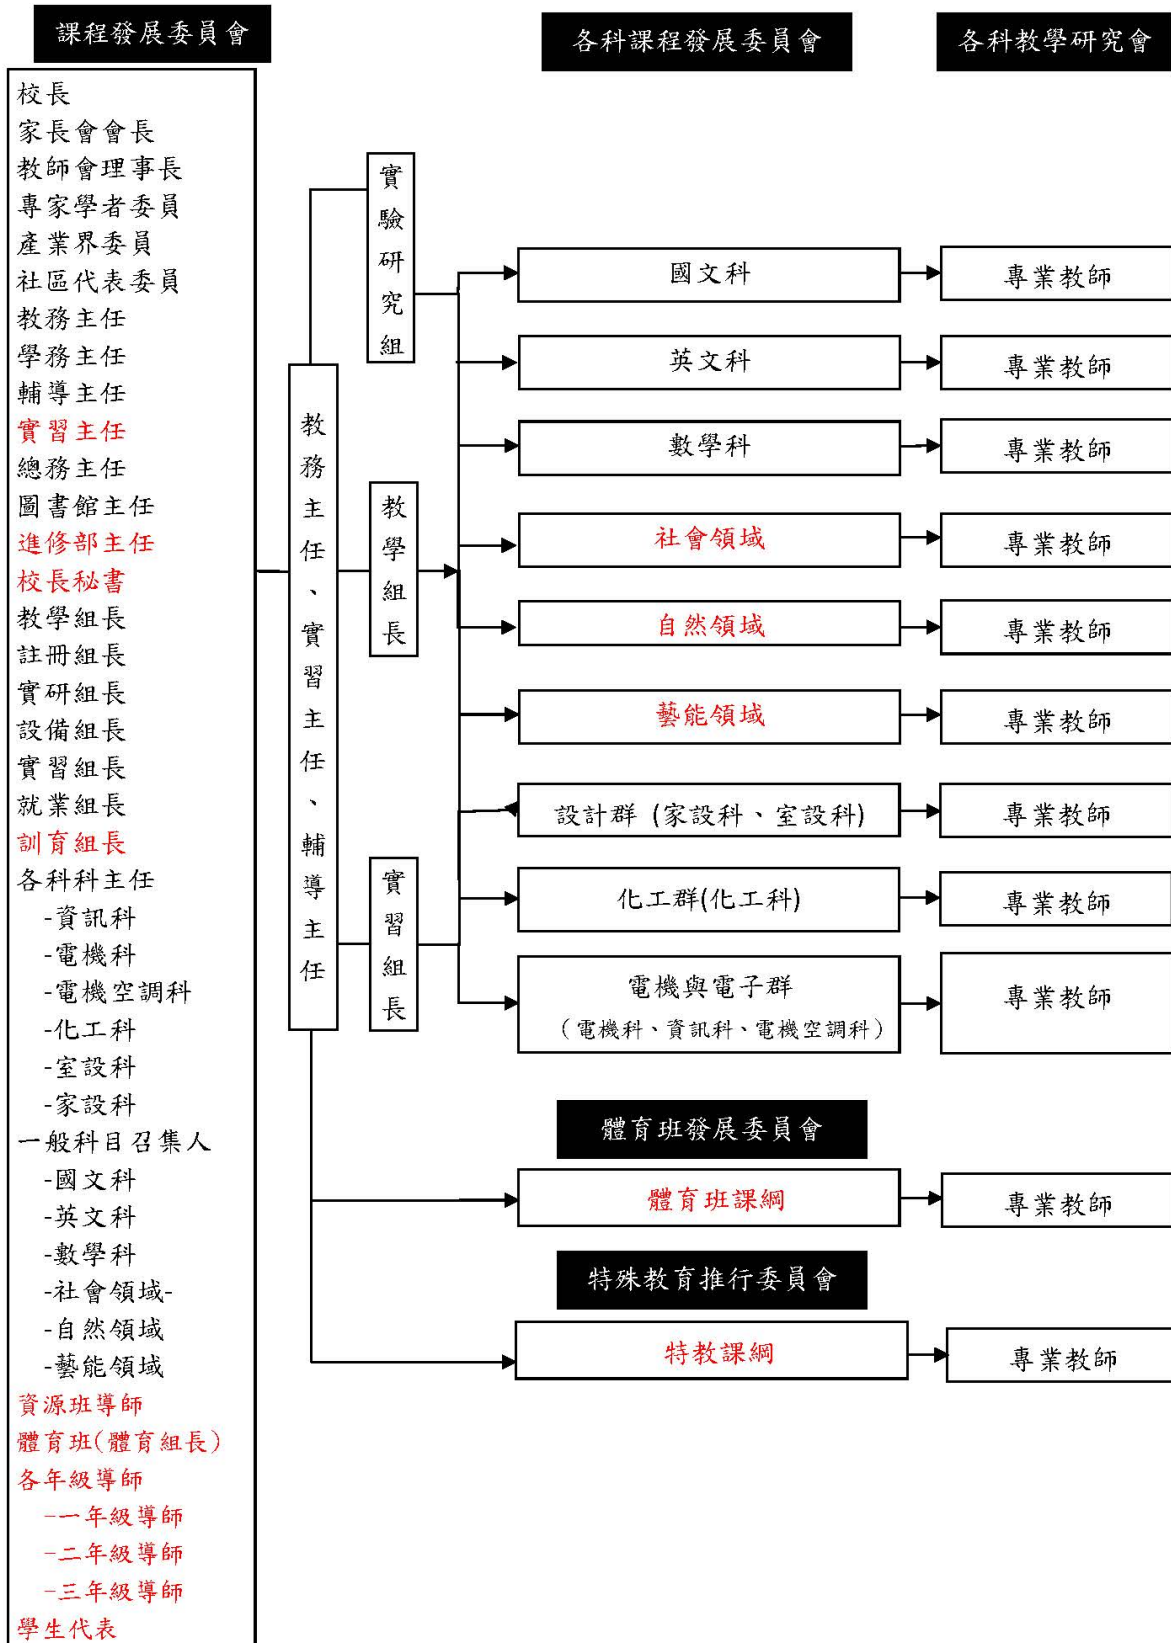 課程發展委員會
校長
家長會會長
教師會理事長
專家學者委員
產業界委員
社區代表委員
教務主任
學務主任
輔導主任
實習主任
總務主任
圖書館主任
進修部主任
校長秘書
教學組長
註冊組長
實研組長
設備組長
實習組長
就業組長
訓育組長
各科科主任
-資訊科
-電機科
-電機空調科
-化工科
-室設科
-家設科
一般科目召集人
-國文科
-英文科
-數學科
-社會領域-
-自然領域
-藝能領域
資源班導師
體育班(體育組長)
各年級導師
-一年級導師
-二年級導師
-三年級導師
學生代表
教務主任、實習主任、輔導主任
實驗研究組
教學組長
實習組長
各科課程發展委員會
各科教學研究會
國文科
專業教師
英文科
專業教師
數學科
專業教師
社會領域
專業教師
自然領域
專業教師
藝能領域
專業教師
設計群 (家設科、室設科)
專業教師
化工群(化工科)
專業教師
電機與電子群
（電機科、資訊科、電機空調科）
專業教師
體育班發展委員會
體育班課綱
專業教師
特殊教育推行委員會
特教課綱
專業教師